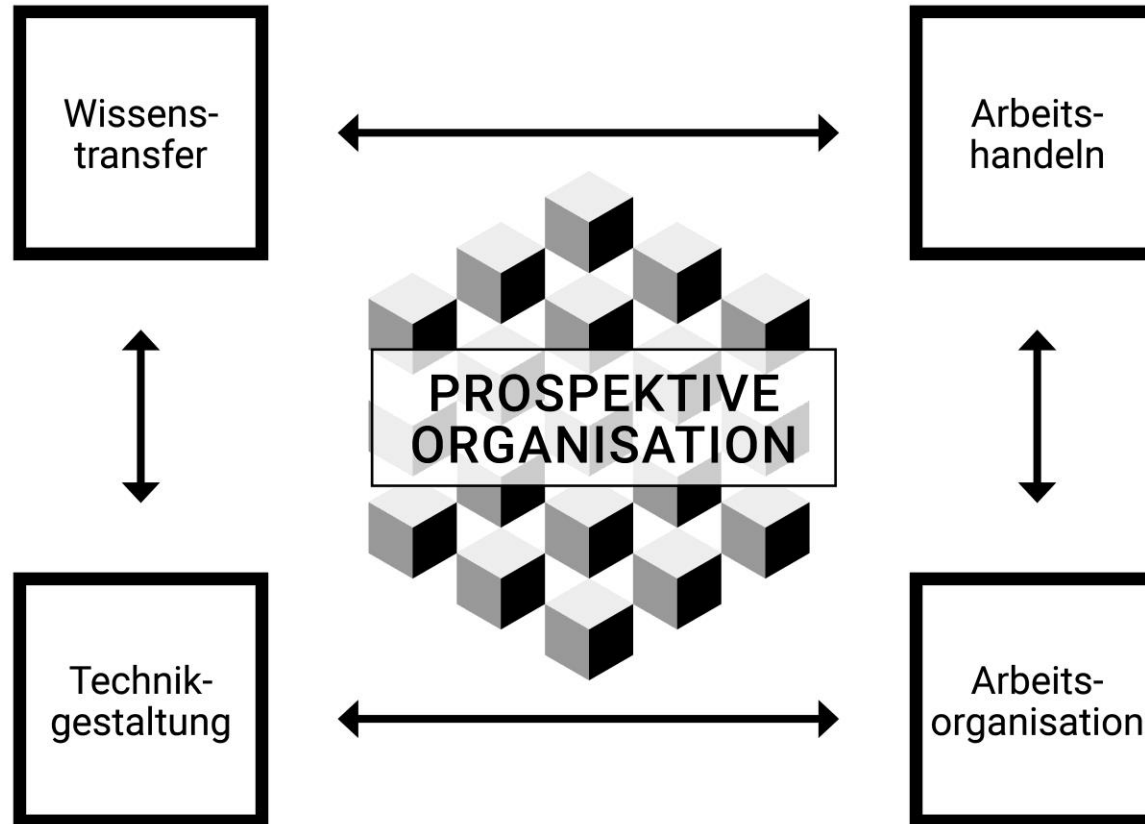 Wissens-
transfer
Arbeits-
handeln
PROSPEKTIVE
ORGANISATION
Technik-
gestaltung
Arbeits-
organisation